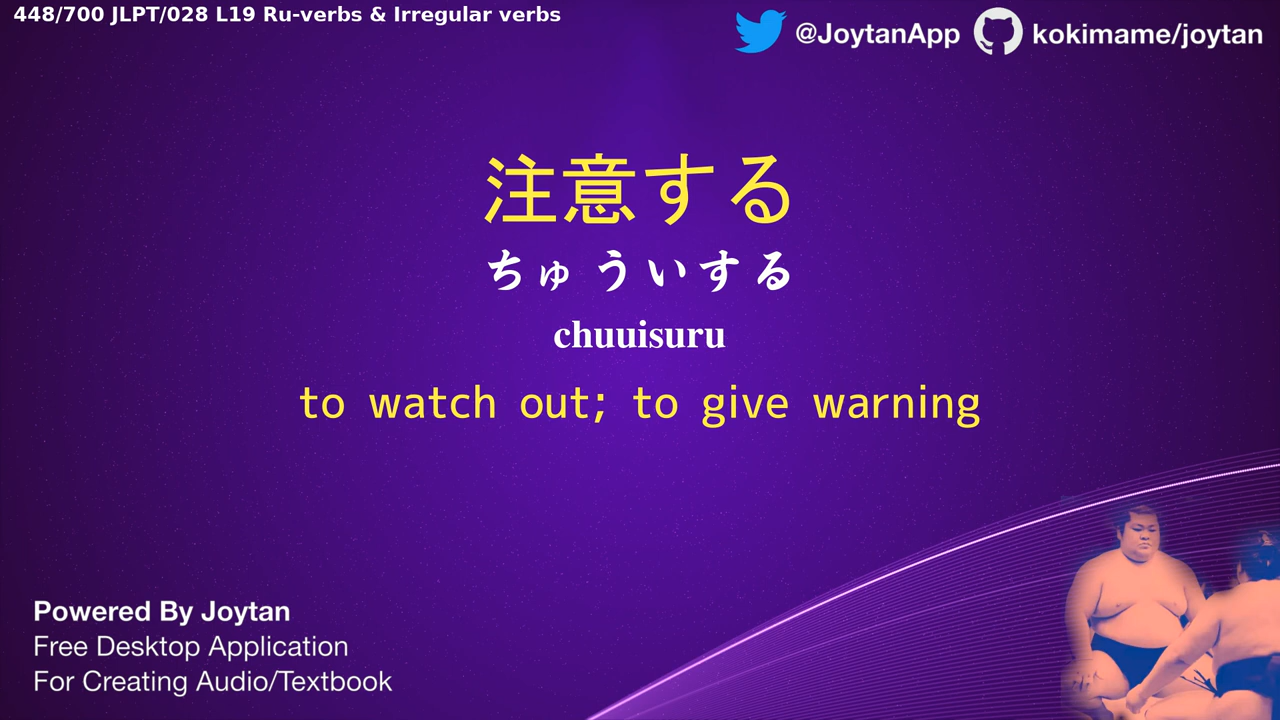 448/700 JLPT/028 L19 Ru-verbs & Irregular verbs
@JoytanApp kokimame/joytan
注意する
ちゅういする
chuuisuru
to watch out; to give warning
Powered By Joytan
Free Desktop Application
For Creating Audio/Textbook